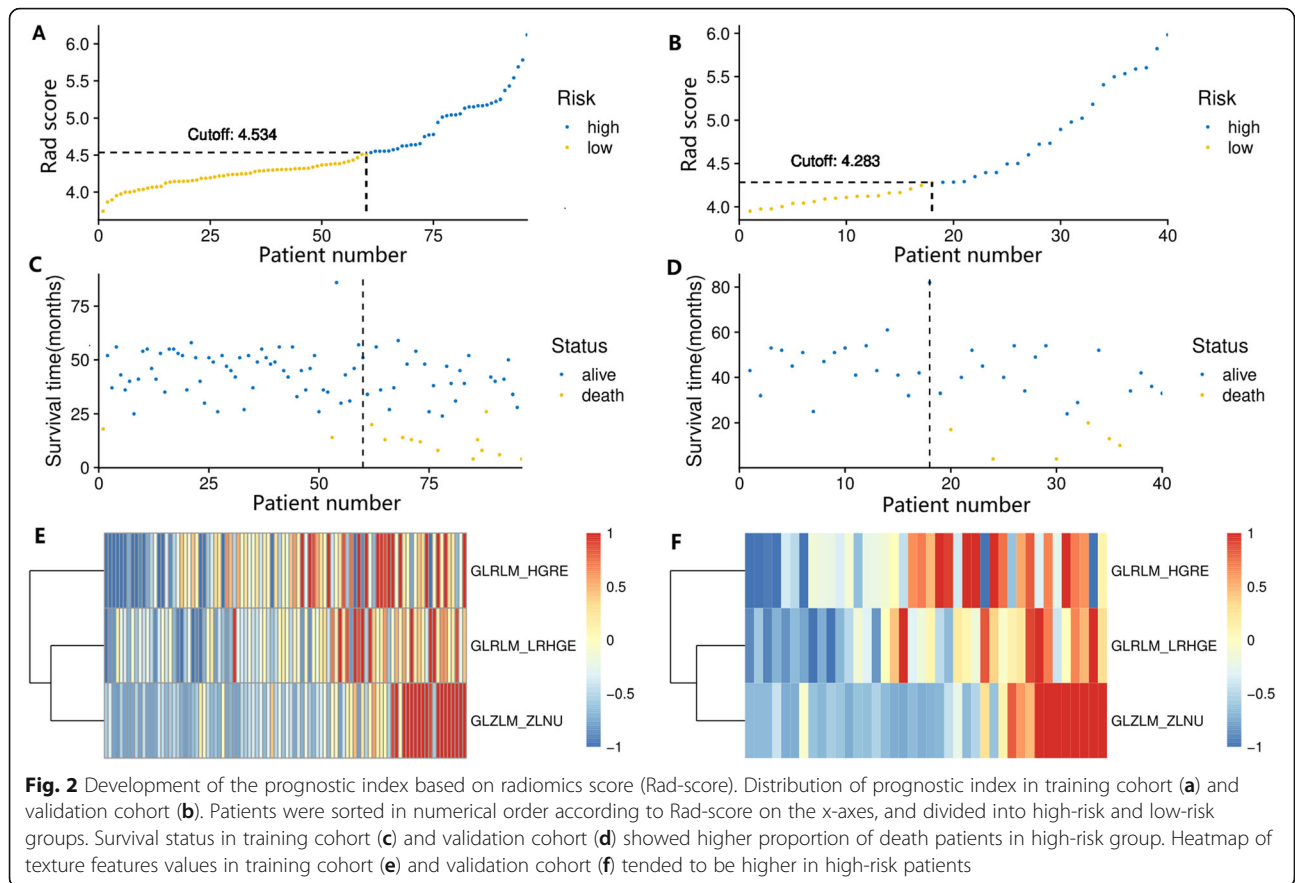 A
6.0
5.5
5.0
4.5
4.0
Rad score
Cutoff: 4.534
0
25
50
75
Patient number
Risk
high
low
B
6.0
5.5
5.0
4.5
4.0
Rad score
Cutoff: 4.283
0
10
20
30
40
Patient number
Risk
high
low
C
75
50
25
0
Survival time(months)
0
25
50
75
Patient number
Status
alive
death
D
80
60
40
20
Survival time(months)
0
10
20
30
40
Patient number
Status
alive
death
E
GLRLM_HGRE
GLRLM_LRHGE
GLZLM_ZLNU
1
0.5
0
−0.5
−1
F
GLRLM_HGRE
GLRLM_LRHGE
GLZLM_ZLNU
1
0.5
0
−0.5
−1
Fig. 2 Development of the prognostic index based on radiomics score (Rad-score). Distribution of prognostic index in training cohort (a) and
validation cohort (b). Patients were sorted in numerical order according to Rad-score on the x-axes, and divided into high-risk and low-risk
groups. Survival status in training cohort (c) and validation cohort (d) showed higher proportion of death patients in high-risk group. Heatmap of
texture features values in training cohort (e) and validation cohort (f) tended to be higher in high-risk patients